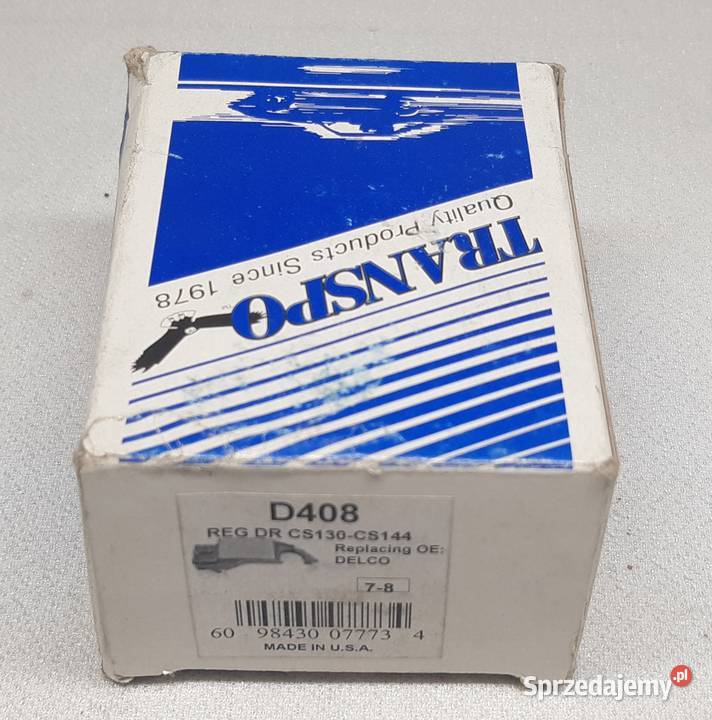 Quality Products Since 1978
TRANSPO
D408
REG DR CS130-CS144
Replacing OE:
DELCO
7-8
60 98430 07773 4
MADE IN U.S.A.
Sprzedajemy.pl